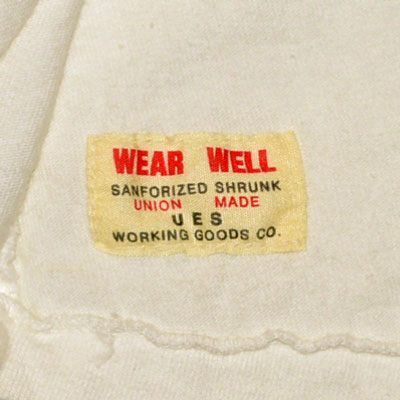 WEAR WELL
SANFORIZED SHRUNK
UNION MADE
UES
WORKING GOODS CO.